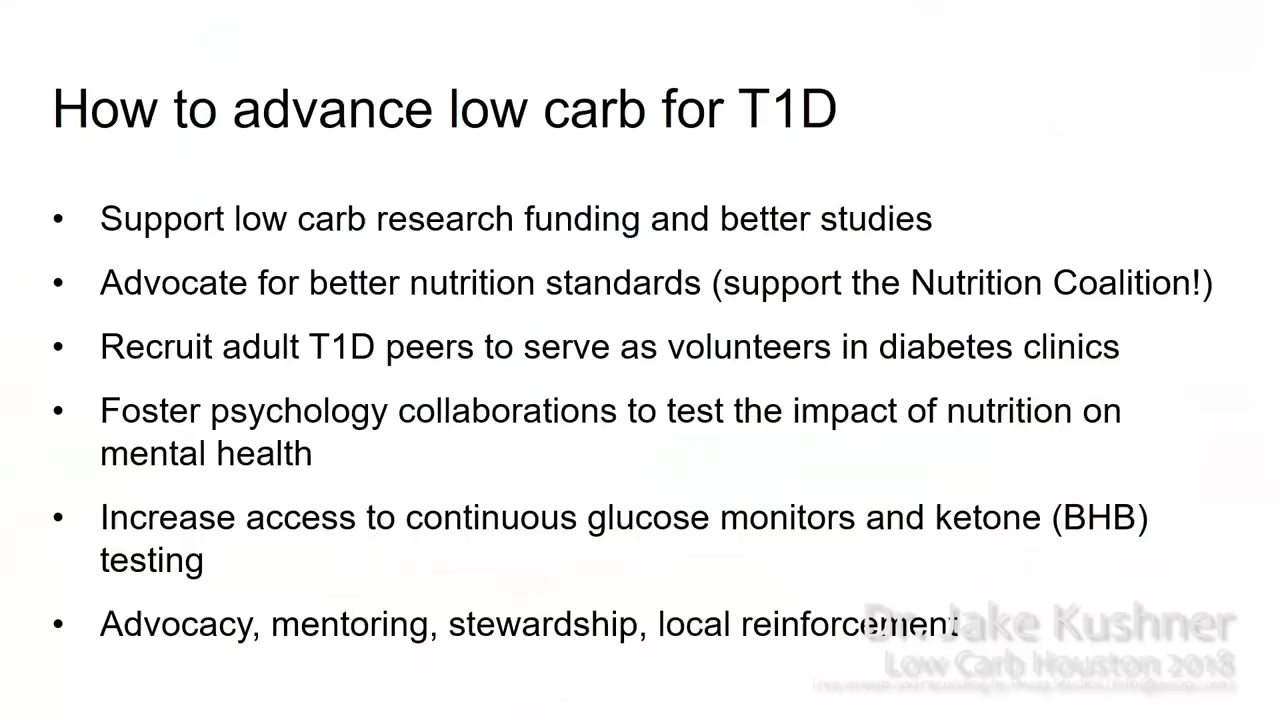 How to advance low carb for T1D
• Support low carb research funding and better studies
• Advocate for better nutrition standards (support the Nutrition Coalition!)
• Recruit adult T1D peers to serve as volunteers in diabetes clinics
• Foster psychology collaborations to test the impact of nutrition on
mental health
• Increase access to continuous glucose monitors and ketone (BHB)
testing
• Advocacy, mentoring, stewardship, local reinforcement
Dr. Jake Kushner
Low Carb Houston 2018